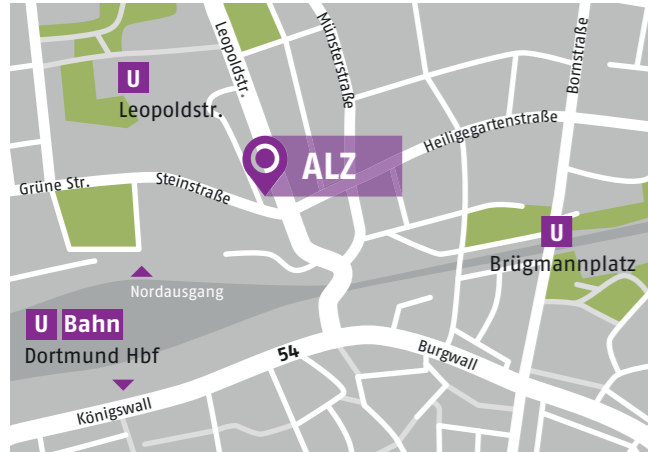 Leopoldstr.
Münsterstraße
Bornstraße
U
Leopoldstr.
Heiligegartenstraße
ALZ
Grüne Str.
Steinstraße
U
Brügmannplatz
Nordausgang
U Bahn
Dortmund Hbf
54
Burgwall
Königswall